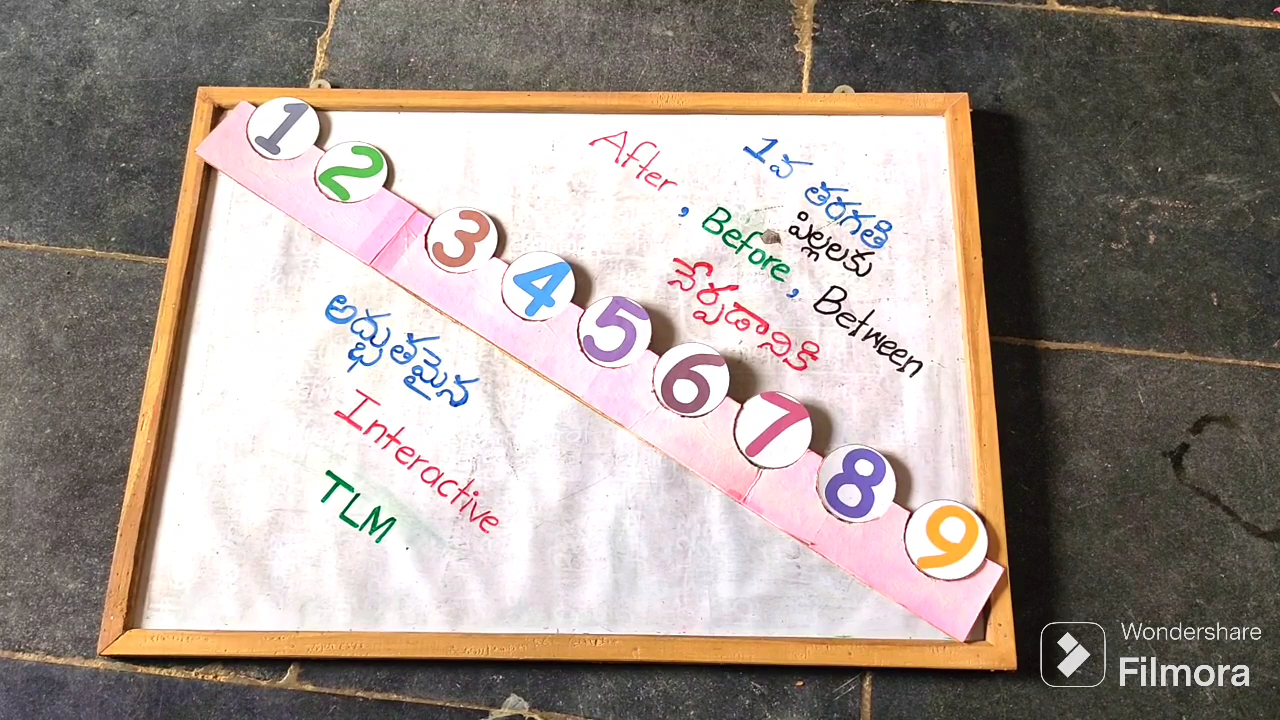 1 2 3 4 5 6 7 8 9
1వ తరగతి
పిల్లలకు
After, Before, Between
నేర్పడానికి
అద్భుతమైన
Interactive
TLM
Wondershare
Filmora